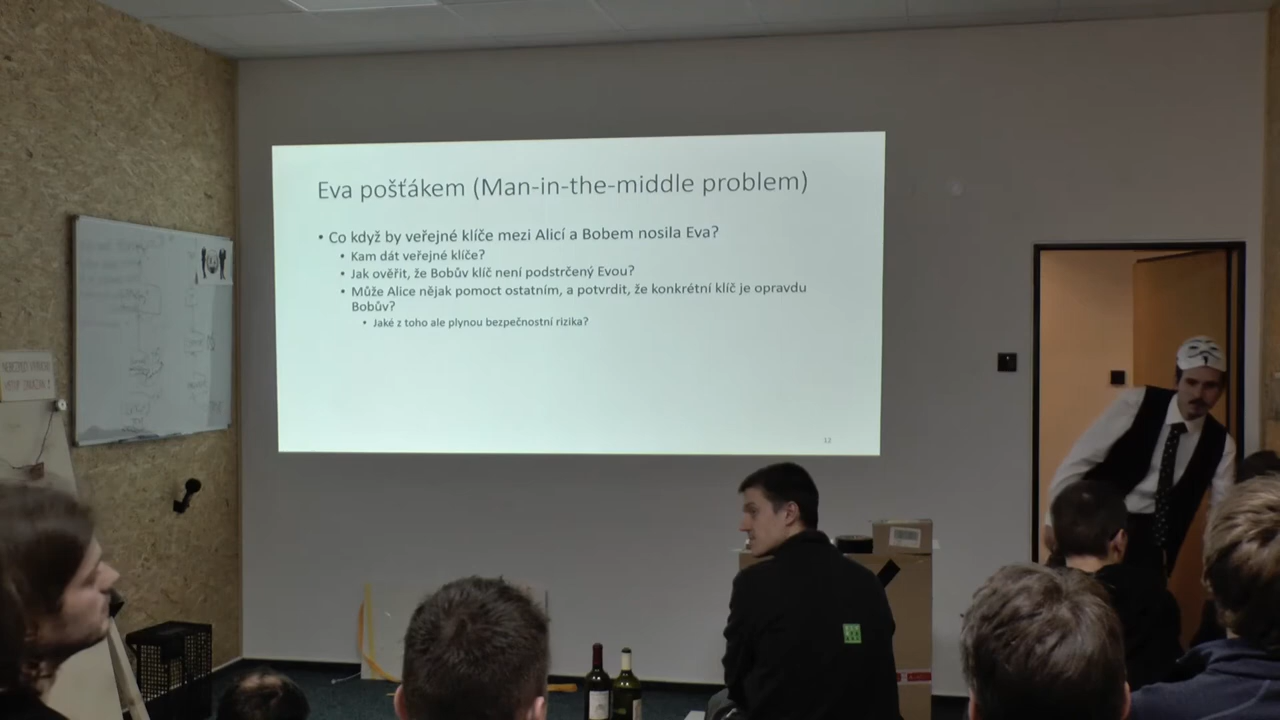 Eva pošťákem (Man-in-the-middle problem)
• Co když by veřejné klíče mezi Alicí a Bobem nosila Eva?
• Kam dát veřejné klíče?
• Jak ověřit, že Bobův klíč není podstrčený Evou?
• Může Alice nějak pomoct ostatním, a potvrdit, že konkrétní klíč je opravdu
Bobův?
• Jaké z toho ale plynou bezpečnostní rizika?
12